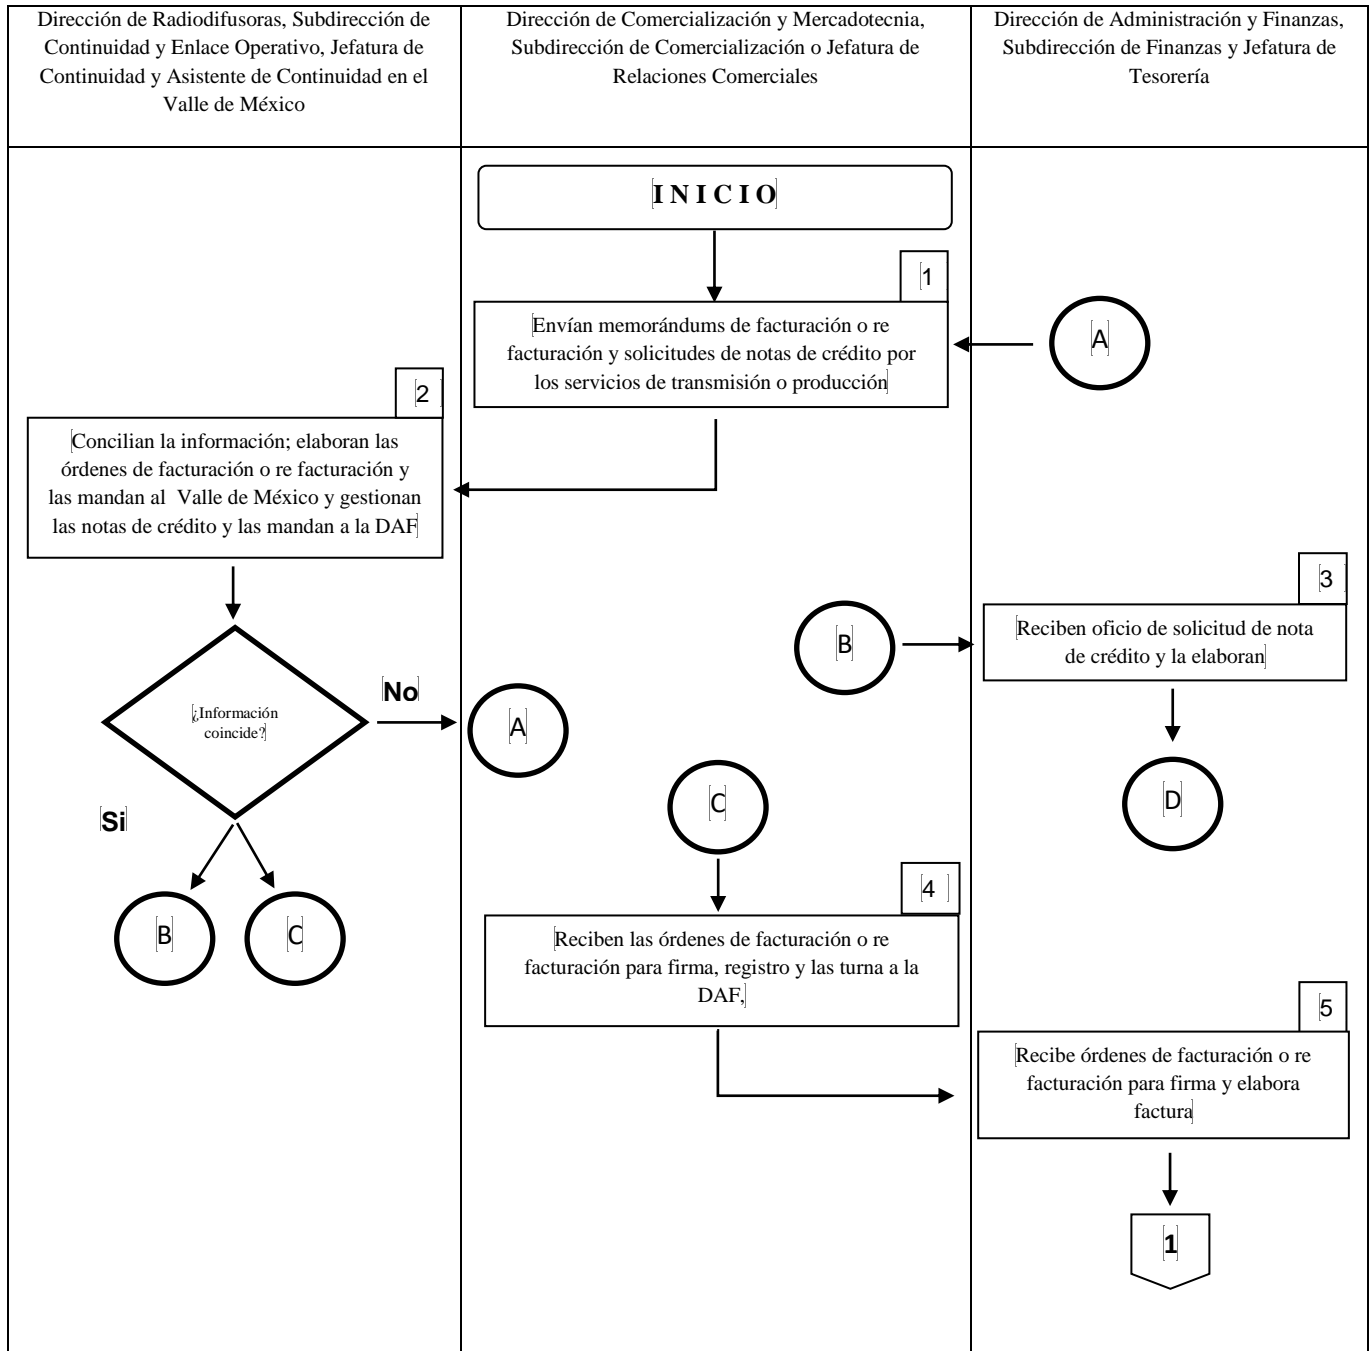 Dirección de Radiodifusoras, Subdirección de
Continuidad y Enlace Operativo, Jefatura de
Continuidad y Asistente de Continuidad en el
Valle de México
Dirección de Comercialización y Mercadotecnia,
Subdirección de Comercialización o Jefatura de
Relaciones Comerciales
Dirección de Administración y Finanzas,
Subdirección de Finanzas y Jefatura de
Tesorería
I N I C I O
1
Envían memorándums de facturación o re
facturación y solicitudes de notas de crédito por
los servicios de transmisión o producción
A
2
Concilian la información; elaboran las
órdenes de facturación o re facturación y
las mandan al Valle de México y gestionan
las notas de crédito y las mandan a la DAF
3
Reciben oficio de solicitud de nota
de crédito y la elaboran
B
¿Información
coincide?
No
A
Si
C
D
B
C
4
Reciben las órdenes de facturación o re
facturación para firma, registro y las turna a la
DAF,
5
Recibe órdenes de facturación o re
facturación para firma y elabora
factura
1